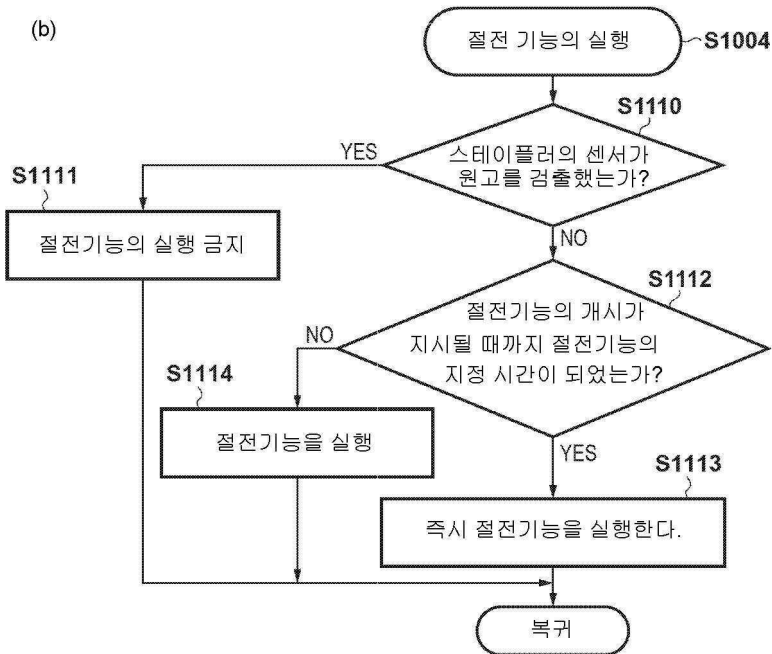 (b)
절전 기능의 실행
S1004
S1110
스테이플러의 센서가
원고를 검출했는가?
YES
S1111
절전기능의 실행 금지
NO
S1112
절전기능의 개시가
지시될 때까지 절전기능의
지정 시간이 되었는가?
NO
S1114
절전기능을 실행
YES
S1113
즉시 절전기능을 실행한다.
복귀